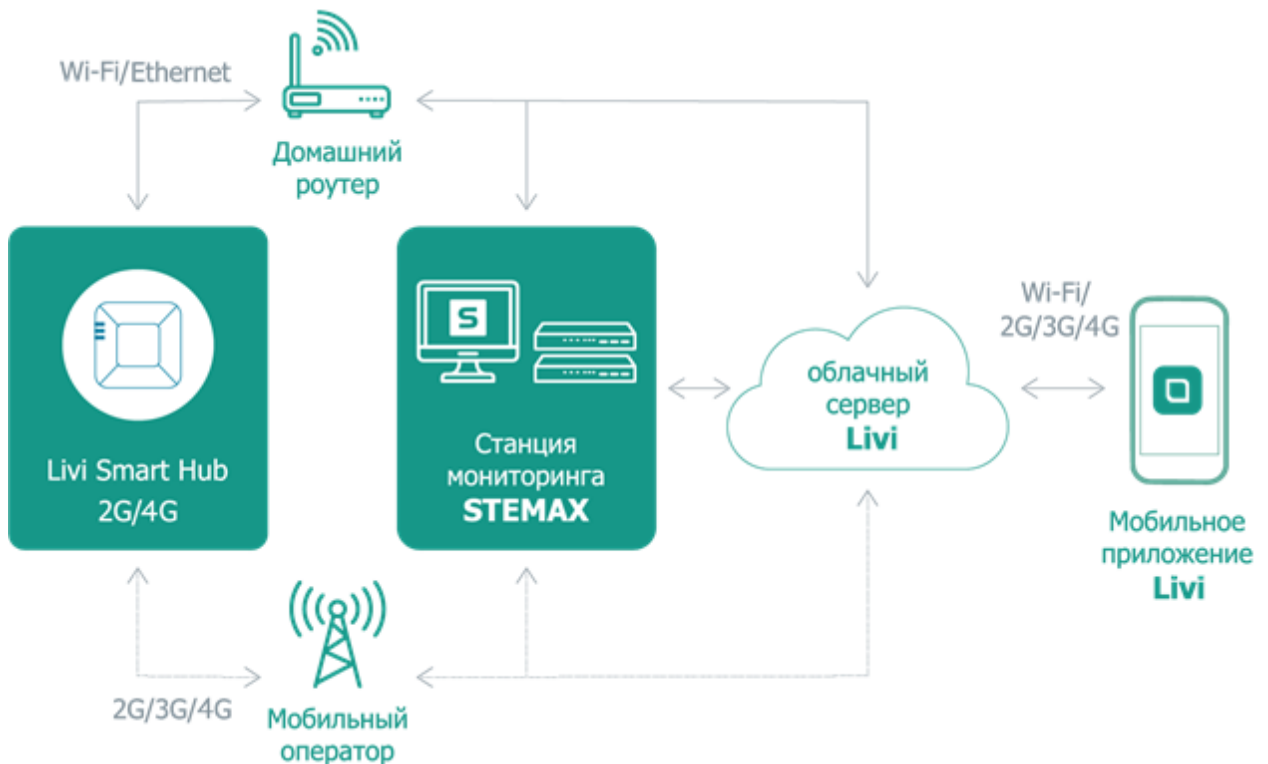 Wi-Fi/Ethernet
Домашний
роутер
Livi Smart Hub
2G/4G
S
Станция
мониторинга
STEMAX
облачный
сервер
Livi
Wi-Fi/
2G/3G/4G
Мобильное
приложение
Livi
2G/3G/4G
Мобильный
оператор